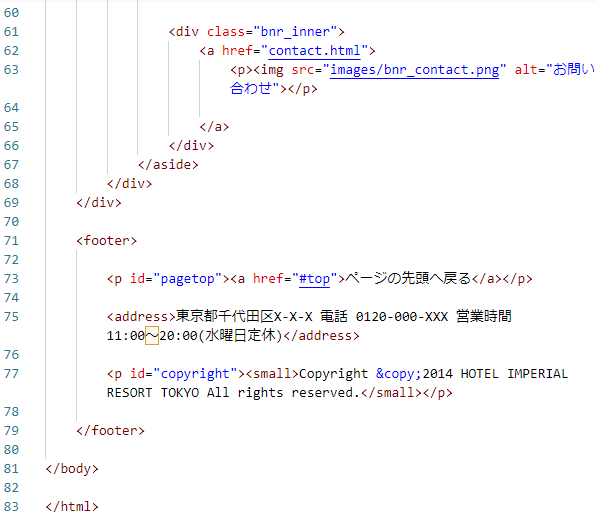 60
61 <div class="bnr_inner">
62 <a href="contact.html">
63 <p><img src="images/bnr_contact.png" alt="お問い
合わせ"></p>
64
65 </a>
66 </div>
67 </aside>
68 </div>
69 </div>
70
71 <footer>
72
73 <p id="pagetop"><a href="#top">ページの先頭へ戻る</a></p>
74
75 <address>東京都千代田区X-X-X 電話 0120-000-XXX 営業時間
11:00～20:00(水曜日定休)</address>
76
77 <p id="copyright"><small>Copyright &copy;2014 HOTEL IMPERIAL
RESORT TOKYO All rights reserved.</small></p>
78
79 </footer>
80
81 </body>
82
83 </html>